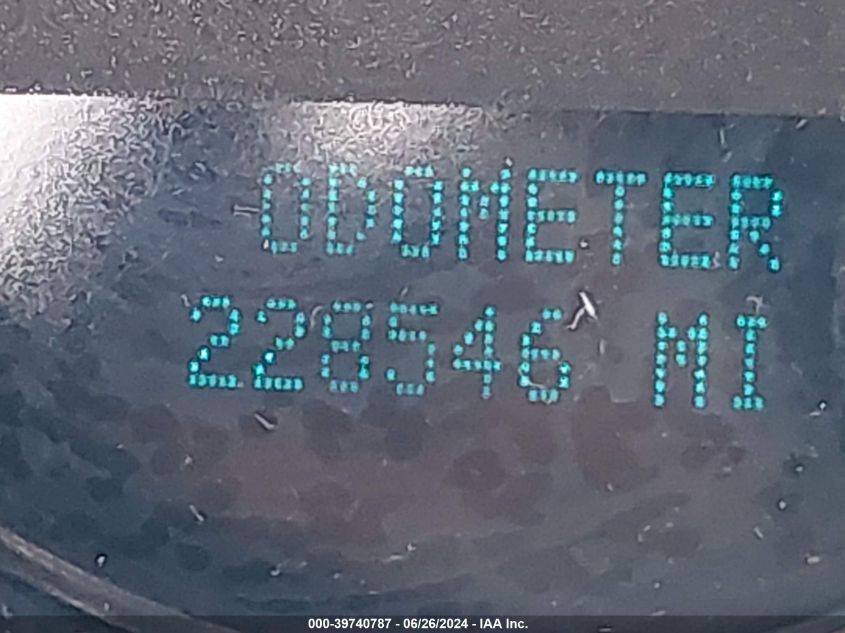 ODOMETER
228546 MI
000-39740787 - 06/26/2024 - IAA Inc.